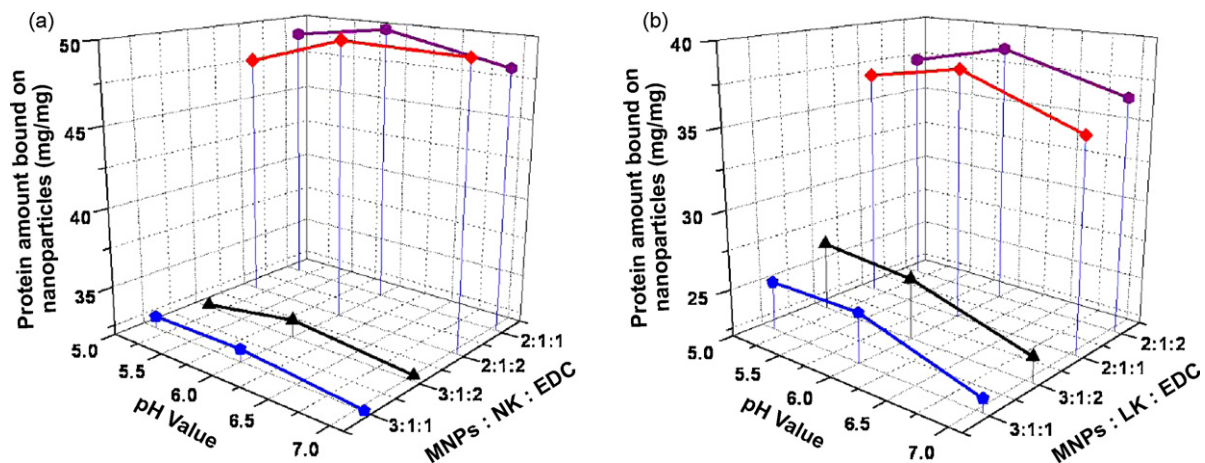 (a)
Protein amount bound on
nanoparticles (mg/mg)
50
45
40
35
5.0
5.5
6.0
6.5
7.0
pH Value
3:1:1
3:1:2
2:1:2
2:1:1
MNPs : NK : EDC
(b)
Protein amount bound on
nanoparticles (mg/mg)
40
35
30
25
5.0
5.5
6.0
6.5
7.0
pH Value
3:1:1
3:1:2
2:1:1
2:1:2
MNPs : LK : EDC